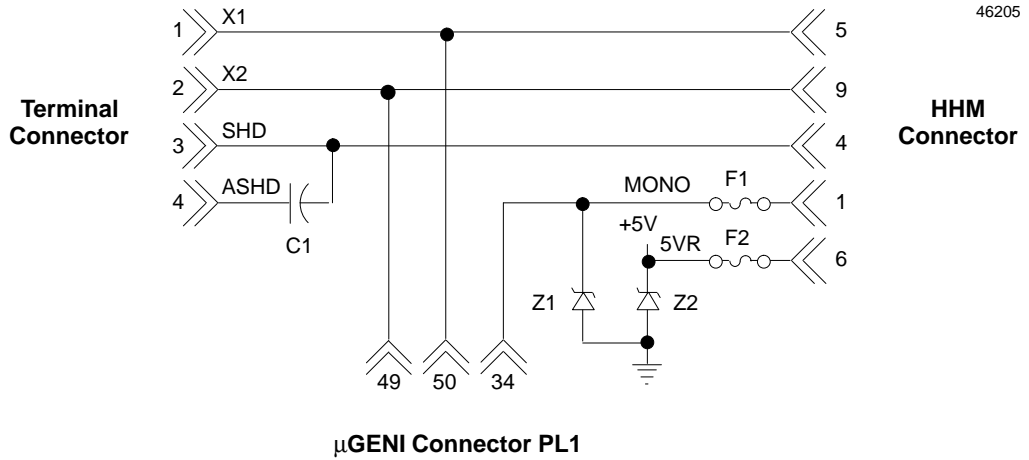 46205
1 X1 5
2 X2 9
Terminal
Connector
HHM
Connector
3 SHD 4
4 ASHD MONO F1 1
C1
+5V 5VR F2 6
Z1 Z2
49 50 34
μGENI Connector PL1